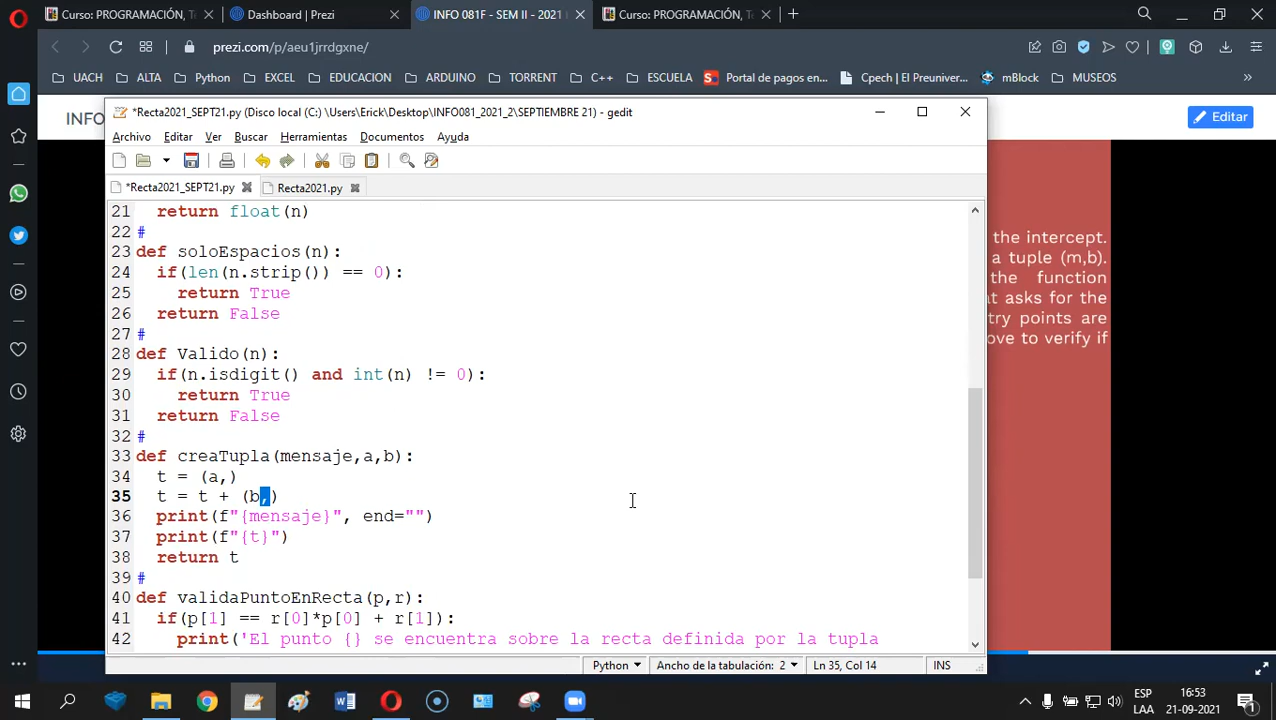 Curso: PROGRAMACIÓN, Te
Dashboard | Prezi
INFO 081F - SEM II - 2021
Curso: PROGRAMACIÓN, Te
prezi.com/p/aeu1jrrdgxne/
UACH
ALTA
Python
EXCEL
EDUCACION
ARDUINO
TORRENT
C++
ESCUELA
Portal de pagos en...
Cpech | El Preuniver...
mBlock
MUSEOS
INFO
Editar
*Recta2021_SEPT21.py (Disco local (C:) \Users\Erick\Desktop\INFO081_2021_2\SEPTIEMBRE 21) - gedit
Archivo Editar Ver Buscar Herramientas Documentos Ayuda
*Recta2021_SEPT21.py
Recta2021.py
21 return float(n)
22 #
23 def soloEspacios(n):
24 if(len(n.strip()) == 0):
25 return True
26 return False
27 #
28 def Valido(n):
29 if(n.isdigit() and int(n) != 0):
30 return True
31 return False
32 #
33 def creaTupla(mensaje,a,b):
34 t = (a,)
35 t = t + (b,)
36 print(f"{mensaje}", end="")
37 print(f"{t}")
38 return t
39 #
40 def validaPuntoEnRecta(p,r):
41 if(p[1] == r[0]*p[0] + r[1]):
42 print('El punto {} se encuentra sobre la recta definida por la tupla
the intercept.
a tuple (m,b).
the function
at asks for the
try points are
ove to verify if
Python
Ancho de la tabulación: 2
Ln 35, Col 14
INS
ESP
LAA
16:53
21-09-2021
1